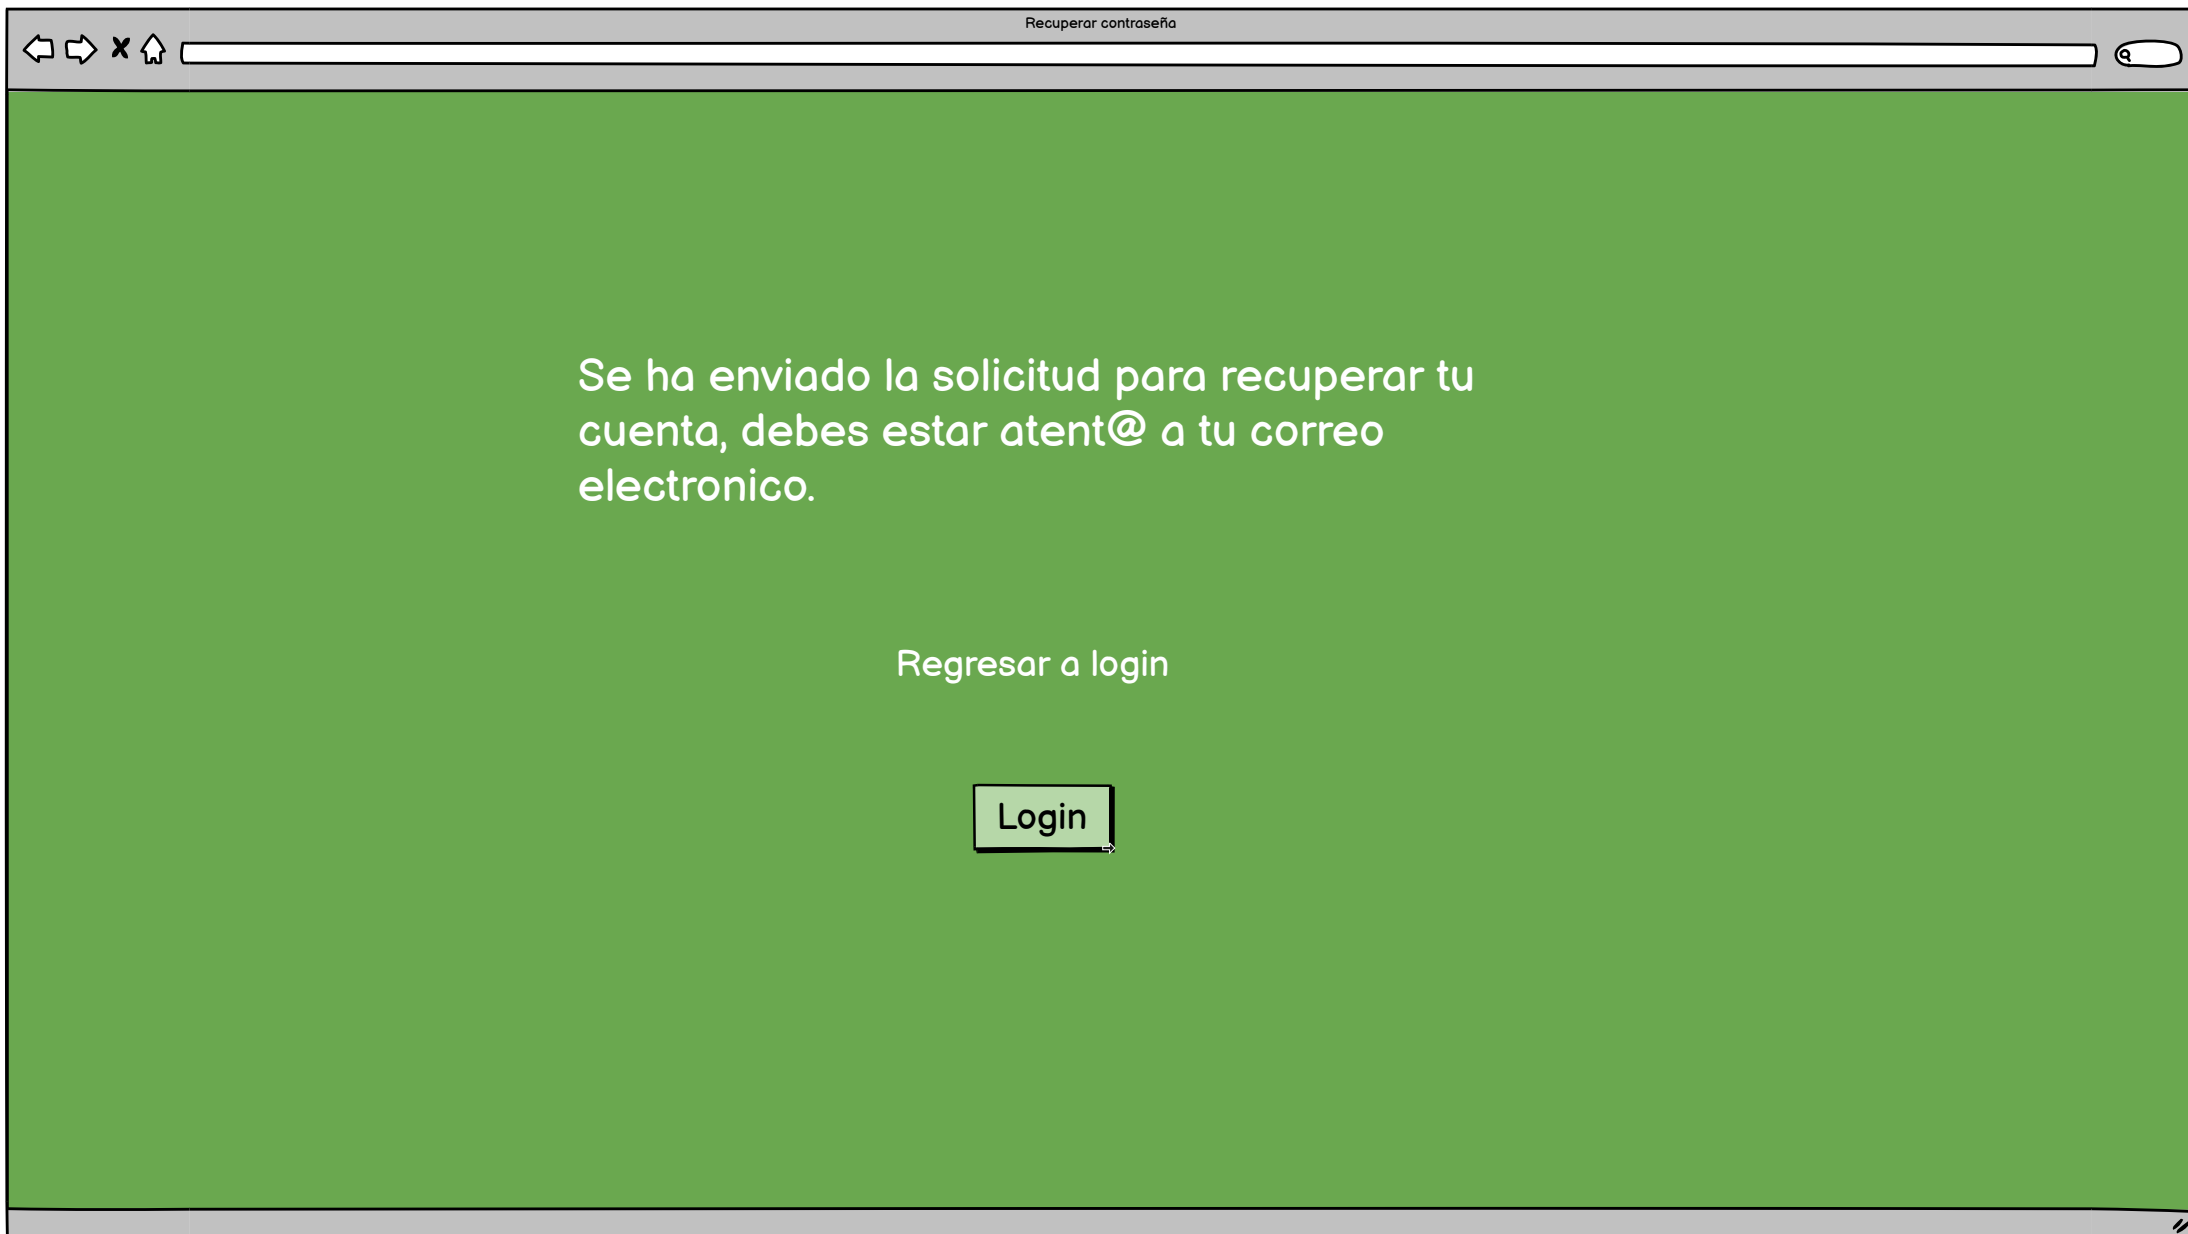 Recuperar contraseña
Se ha enviado la solicitud para recuperar tu
cuenta, debes estar atent@ a tu correo
electronico.
Regresar a login
Login